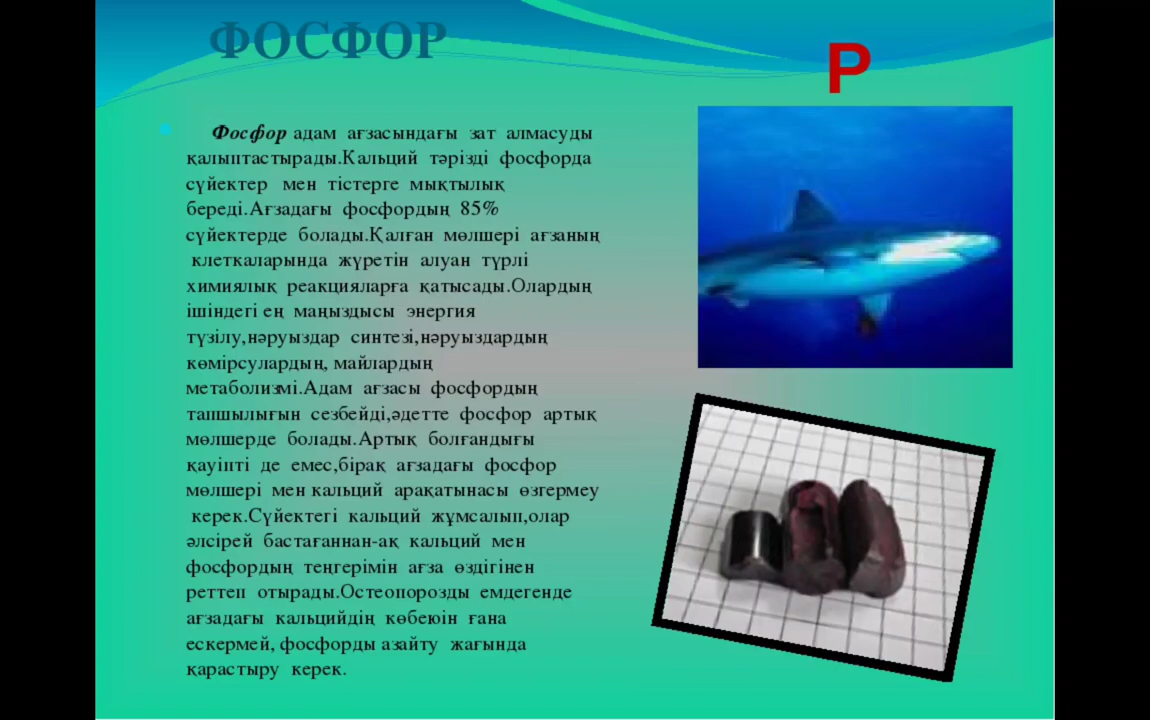 ФОСФОР
P
Фосфор адам ағзасындағы зат алмасуды
қалыптастырады.Кальций тәрізді фосфорда
сүйектер мен тістерге мықтылық
береді.Ағзадағы фосфордың 85%
сүйектерде болады.Қалған мөлшері ағзаның
клеткаларында жүретін алуан түрлі
химиялық реакцияларға қатысады.Олардың
ішіндегі ең маңыздысы энергия
түзілу,нәруыздар синтезі,нәруыздардың
көмірсулардың, майлардың
метаболизмі.Адам ағзасы фосфордың
тапшылығын сезбейді,әдетте фосфор артық
мөлшерде болады.Артық болғандығы
қауіпті де емес,бірақ ағзадағы фосфор
мөлшері мен кальций арақатынасы өзгермеу
керек.Сүйектегі кальций жұмсалып,олар
әлсірей бастағаннан-ақ кальций мен
фосфордың теңгерімін ағза өздігінен
реттеп отырады.Остеопорозды емдегенде
ағзадағы кальцийдің көбеюін ғана
ескермей, фосфорды азайту жағында
қарастыру керек.